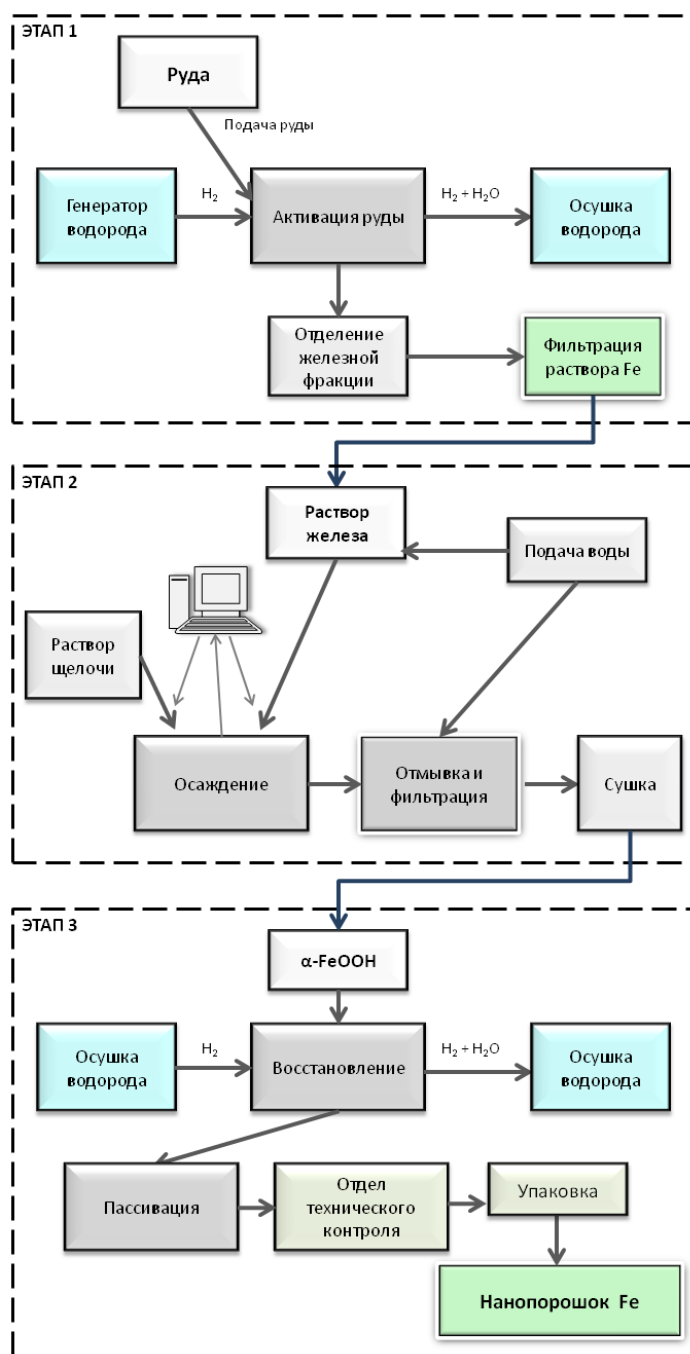 ЭТАП 1
Руда
Подача руды
Генератор
водорода
H₂
Активация руды
H₂ + H₂O
Осушка
водорода
Отделение
железной
фракции
Фильтрация
раствора Fe
ЭТАП 2
Раствор
железа
Подача воды
Раствор
щелочи
Осаждение
Отмывка и
фильтрация
Сушка
ЭТАП 3
α-FeOOH
Осушка
водорода
H₂
Восстановление
H₂ + H₂O
Осушка
водорода
Пассивация
Отдел
технического
контроля
Упаковка
Нанопорошок Fe